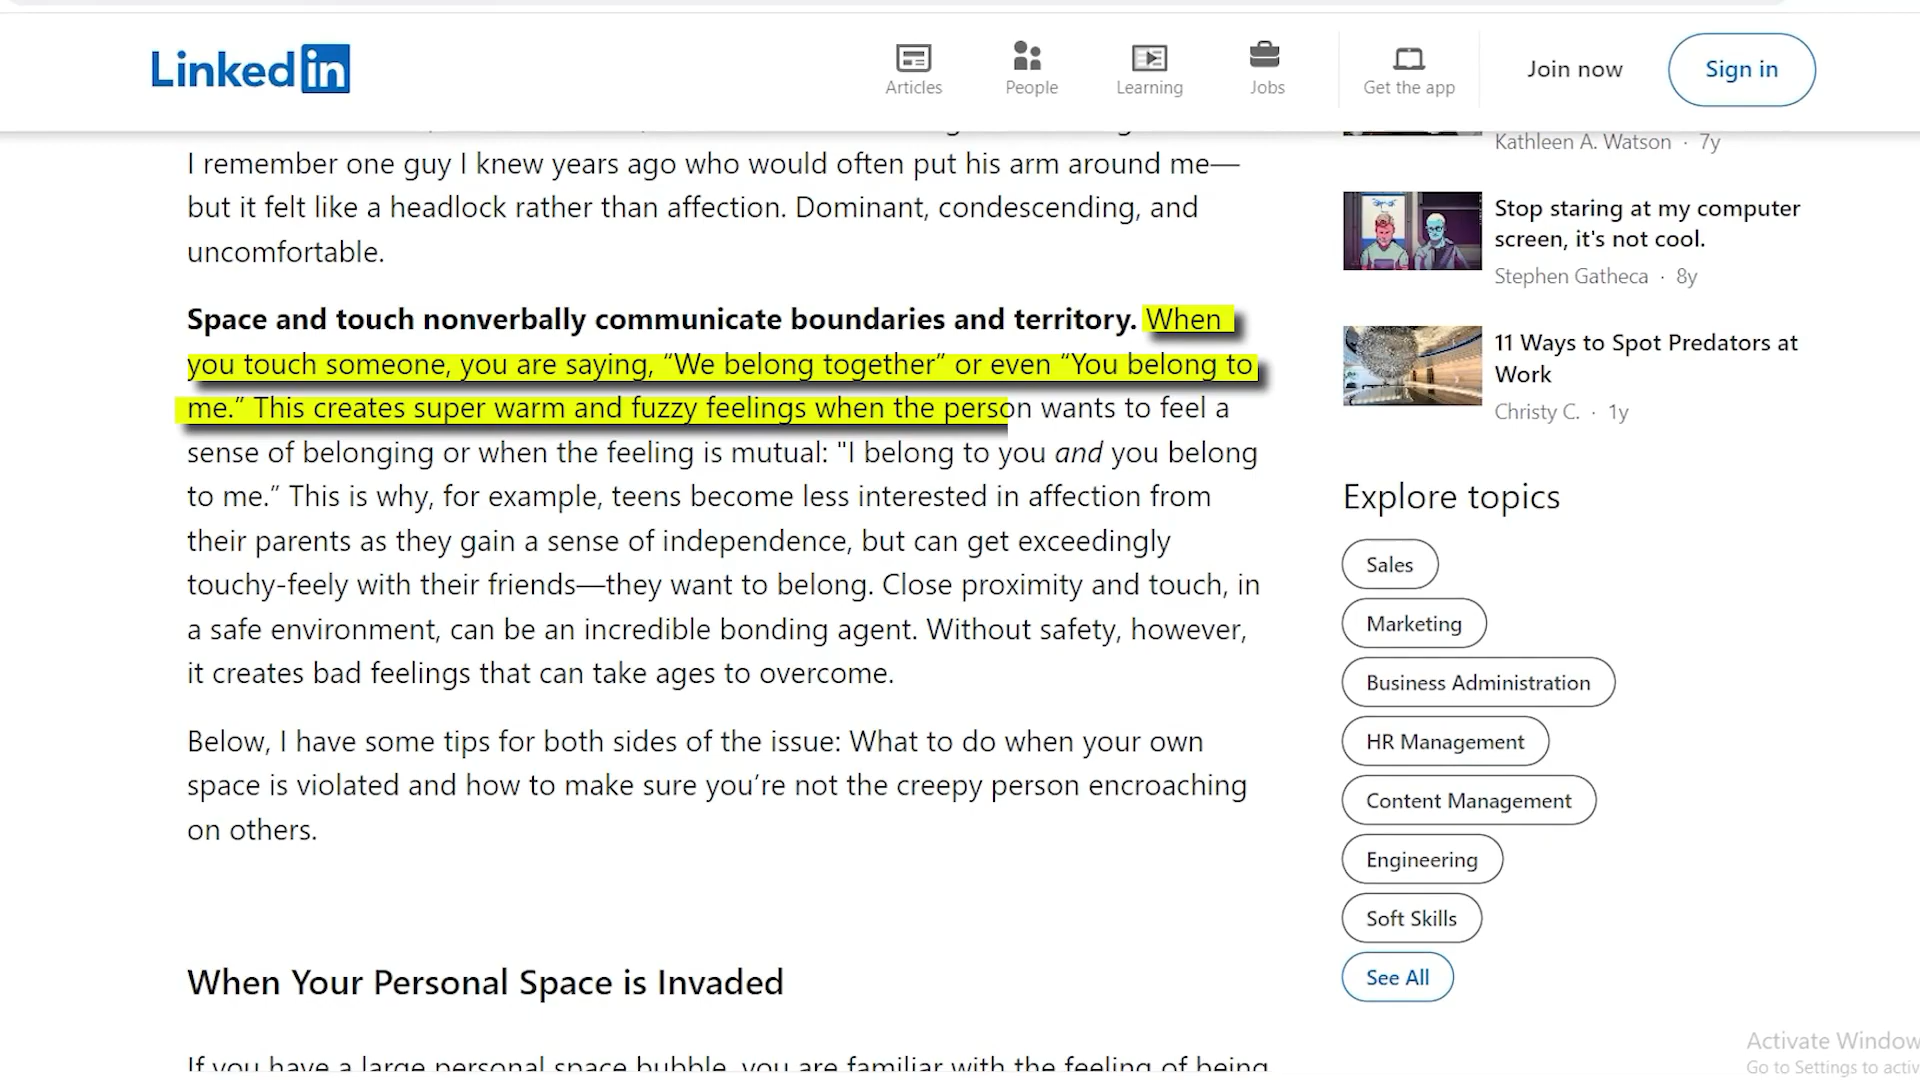 Linked in
Articles
People
Learning
Jobs
Get the app
Join now
Sign in
I remember one guy I knew years ago who would often put his arm around me—
but it felt like a headlock rather than affection. Dominant, condescending, and
uncomfortable.
Space and touch nonverbally communicate boundaries and territory. When
you touch someone, you are saying, “We belong together” or even “You belong to
me.” This creates super warm and fuzzy feelings when the person wants to feel a
sense of belonging or when the feeling is mutual: "I belong to you and you belong
to me.” This is why, for example, teens become less interested in affection from
their parents as they gain a sense of independence, but can get exceedingly
touchy-feely with their friends—they want to belong. Close proximity and touch, in
a safe environment, can be an incredible bonding agent. Without safety, however,
it creates bad feelings that can take ages to overcome.
Below, I have some tips for both sides of the issue: What to do when your own
space is violated and how to make sure you’re not the creepy person encroaching
on others.
When Your Personal Space is Invaded
If you have a large personal space bubble, you are familiar with the feeling of being
Kathleen A. Watson · 7y
Stop staring at my computer
screen, it's not cool.
Stephen Gatheca · 8y
11 Ways to Spot Predators at
Work
Christy C. · 1y
Explore topics
Sales
Marketing
Business Administration
HR Management
Content Management
Engineering
Soft Skills
See All
Activate Window
Go to Settings to activ